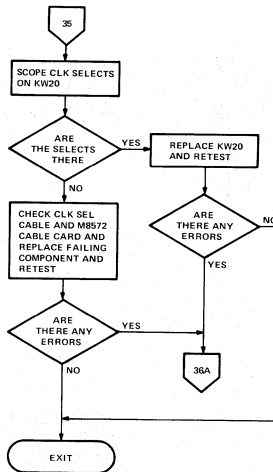 35
SCOPE CLK SELECTS
ON KW20
ARE
THE SELECTS
THERE
YES
REPLACE KW20
AND RETEST
NO
CHECK CLK SEL
CABLE AND M8572
CABLE CARD AND
REPLACE FAILING
COMPONENT AND
RETEST
ARE
THERE ANY
ERRORS
NO
YES
ARE
THERE ANY
ERRORS
YES
36A
NO
EXIT